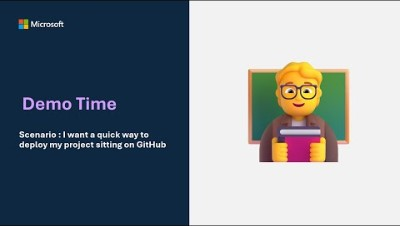 Microsoft
Demo Time
Scenario : I want a quick way to
deploy my project sitting on GitHub